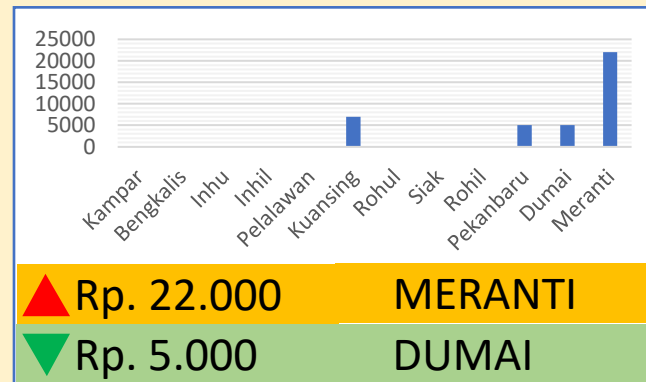 25000
20000
15000
10000
5000
0
Kampar
Bengkalis
Inhu
Inhil
Pelalawan
Kuansing
Rohul
Siak
Rohil
Pekanbaru
Dumai
Meranti
Rp. 22.000 MERANTI
Rp. 5.000 DUMAI